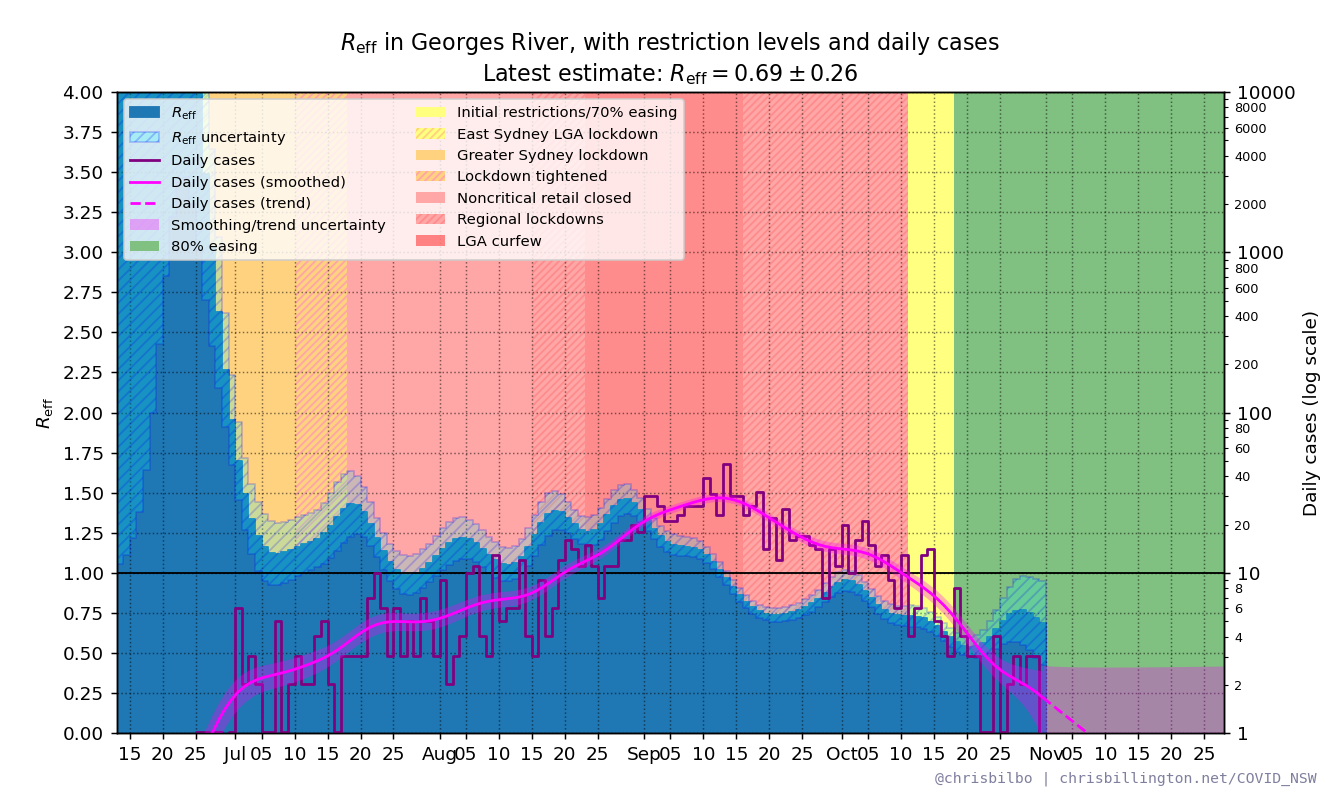 R_eff in Georges River, with restriction levels and daily cases
Latest estimate: R_eff = 0.69 ± 0.26
R_eff
R_eff uncertainty
Daily cases
Daily cases (smoothed)
Daily cases (trend)
Smoothing/trend uncertainty
80% easing
Initial restrictions/70% easing
East Sydney LGA lockdown
Greater Sydney lockdown
Lockdown tightened
Noncritical retail closed
Regional lockdowns
LGA curfew
4.00
3.75
3.50
3.25
3.00
2.75
2.50
2.25
2.00
1.75
1.50
1.25
1.00
0.75
0.50
0.25
0.00
R_eff
10000
8000
6000
4000
2000
1000
800
600
400
200
100
80
60
40
20
10
8
6
4
2
1
Daily cases (log scale)
15 20 25 Jul 05 10 15 20 25 Aug 05 10 15 20 25 Sep 05 10 15 20 25 Oct 05 10 15 20 25 Nov 05 10 15 20 25
@chrisbilbo | chrisbillington.net/COVID_NSW